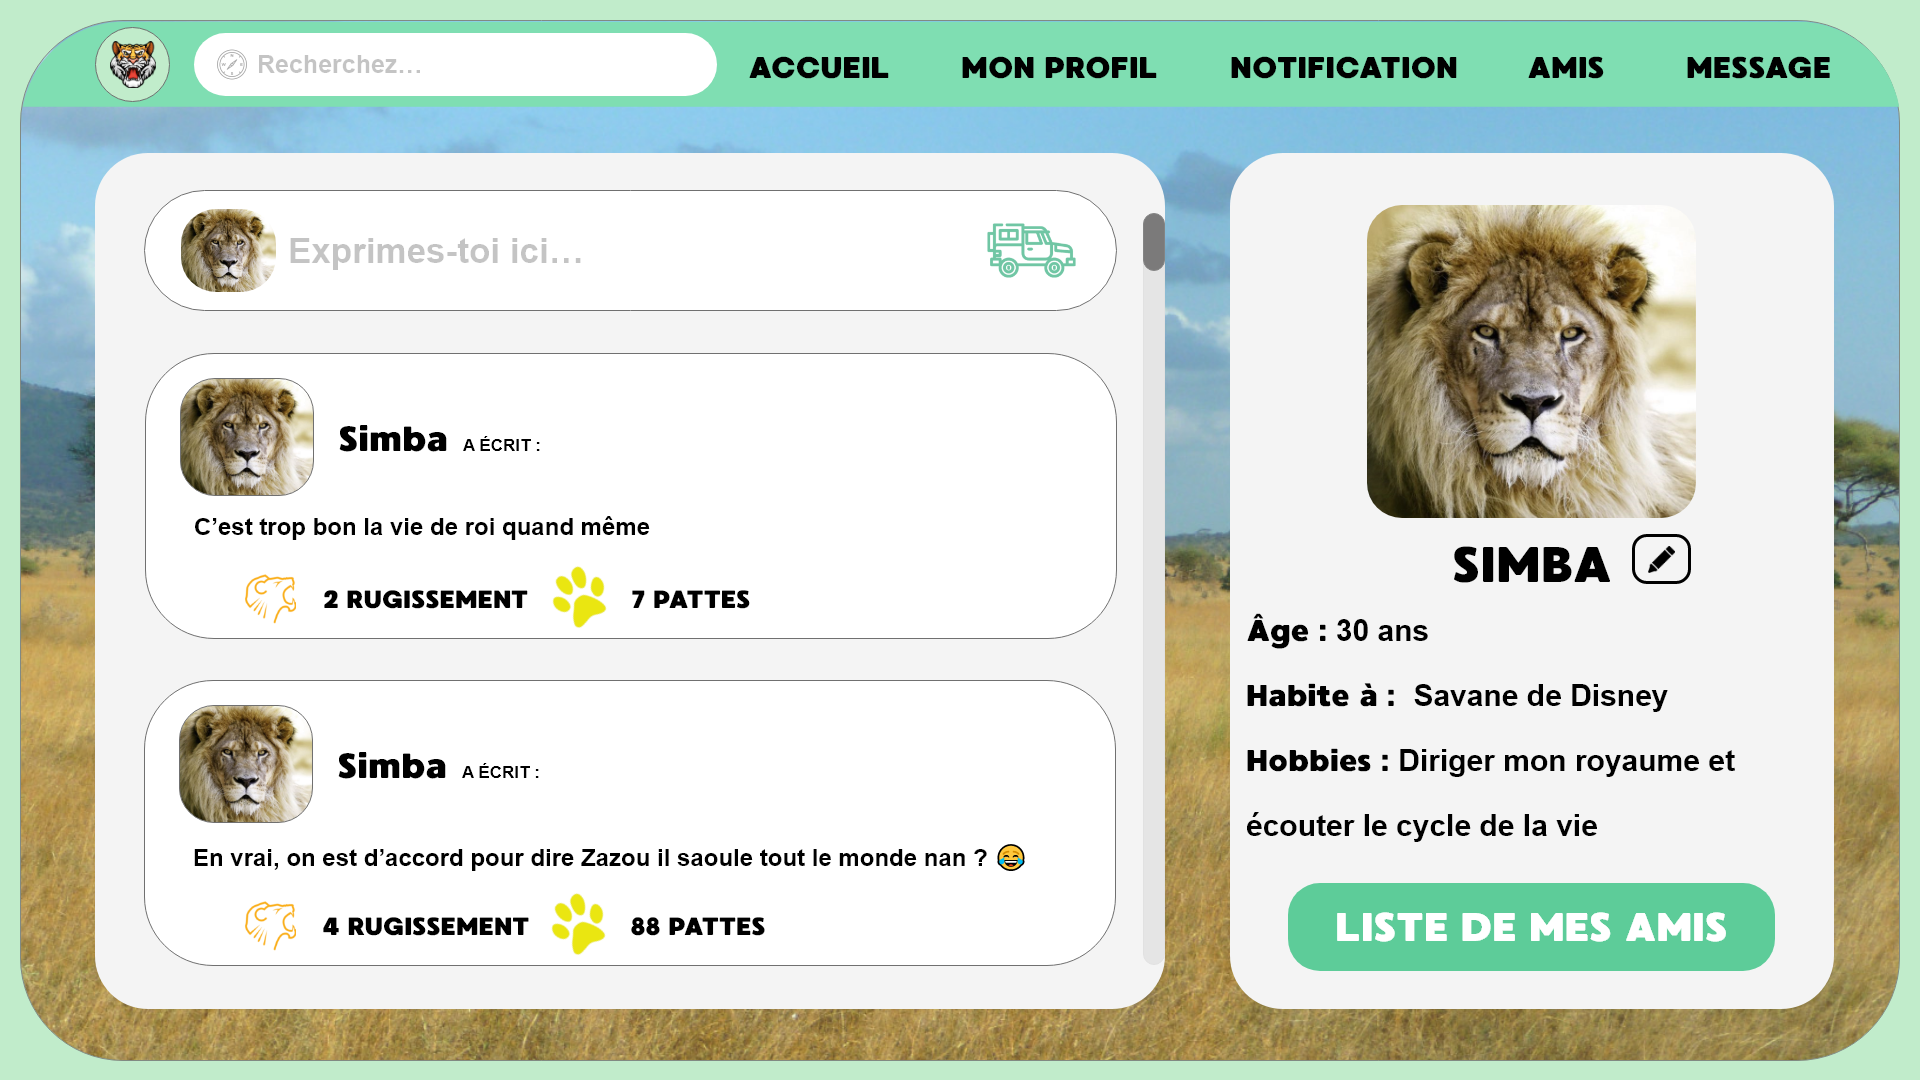 Recherchez…
ACCUEIL
MON PROFIL
NOTIFICATION
AMIS
MESSAGE
Exprimes-toi ici…
Simba A ÉCRIT :
C’est trop bon la vie de roi quand même
2 RUGISSEMENT 7 PATTES
Simba A ÉCRIT :
En vrai, on est d’accord pour dire Zazou il saoule tout le monde nan ? 😂
4 RUGISSEMENT 88 PATTES
SIMBA
Âge : 30 ans
Habite à : Savane de Disney
Hobbies : Diriger mon royaume et
écouter le cycle de la vie
LISTE DE MES AMIS